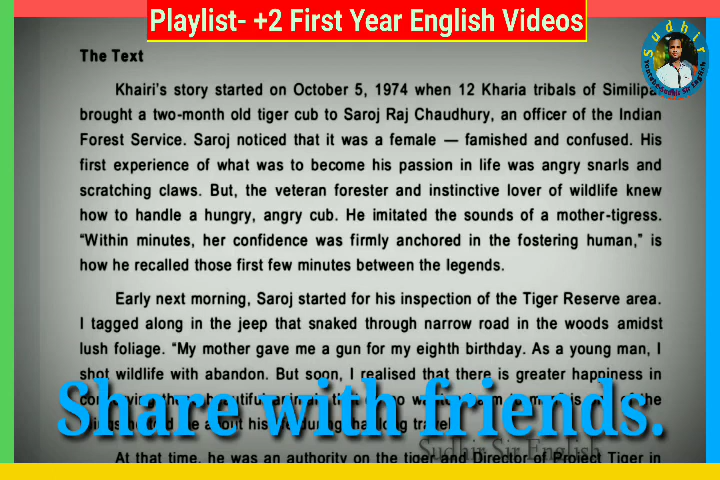 Playlist- +2 First Year English Videos
Sudhir
The Text
Khairi's story started on October 5, 1974 when 12 Kharia tribals of
brought a two-month old tiger cub to Saroj Raj Chaudhury, an officer of the Indian
Forest Service. Saroj noticed that it was a female — famished and confused. His
first experience of what was to become his passion in life was angry snarls and
scratching claws. But, the veteran forester and instinctive lover of wildlife knew
how to handle a hungry, angry cub. He imitated the sounds of a mother-tigress.
“Within minutes, her confidence was firmly anchored in the fostering human,” is
how he recalled those first few minutes between the legends.
Early next morning, Saroj started for his inspection of the Tiger Reserve area.
I tagged along in the jeep that snaked through narrow road in the woods amidst
lush foliage. “My mother gave me a gun for my eighth birthday. As a young man, I
shot wildlife with abandon. But soon, I realised that there is greater happiness in
Share with friends.
Sudhir Sir English
At that time, he was an authority on the tiger and Director of Project Tiger in